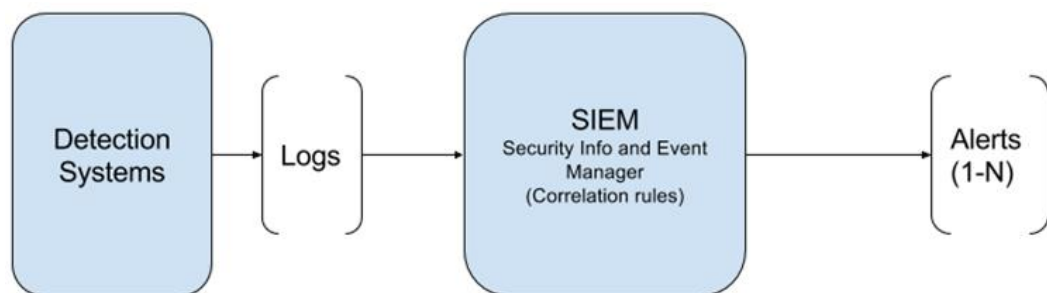 Detection
Systems
Logs
SIEM
Security Info and Event
Manager
(Correlation rules)
Alerts
(1-N)